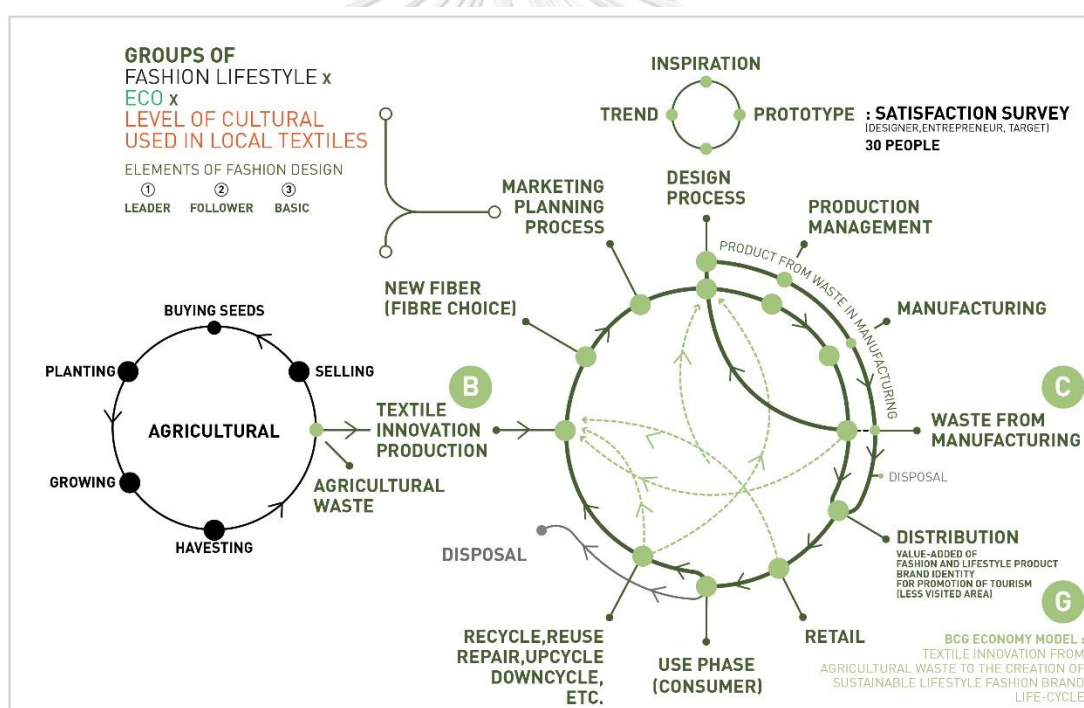 GROUPS OF
FASHION LIFESTYLE x
ECO x
LEVEL OF CULTURAL
USED IN LOCAL TEXTILES
ELEMENTS OF FASHION DESIGN
1 2 3
LEADER FOLLOWER BASIC
INSPIRATION
TREND
PROTOTYPE
: SATISFACTION SURVEY
(DESIGNER,ENTREPRENEUR, TARGET)
30 PEOPLE
DESIGN
PROCESS
MARKETING
PLANNING
PROCESS
PRODUCTION
MANAGEMENT
PRODUCT FROM WASTE IN MANUFACTURING
NEW FIBER
(FIBRE CHOICE)
MANUFACTURING
BUYING SEEDS
PLANTING
SELLING
AGRICULTURAL
GROWING
HAVESTING
B
TEXTILE
INNOVATION
PRODUCTION
AGRICULTURAL
WASTE
C
WASTE FROM
MANUFACTURING
DISPOSAL
DISPOSAL
DISTRIBUTION
VALUE-ADDED OF
FASHION AND LIFESTYLE PRODUCT
BRAND IDENTITY
FOR PROMOTION OF TOURISM
(LESS VISITED AREA)
G
RECYCLE,REUSE
REPAIR,UPCYCLE
DOWNCYCLE,
ETC.
USE PHASE
(CONSUMER)
RETAIL
BCG ECONOMY MODEL :
TEXTILE INNOVATION FROM
AGRICULTURAL WASTE TO THE CREATION OF
SUSTAINABLE LIFESTYLE FASHION BRAND
LIFE-CYCLE